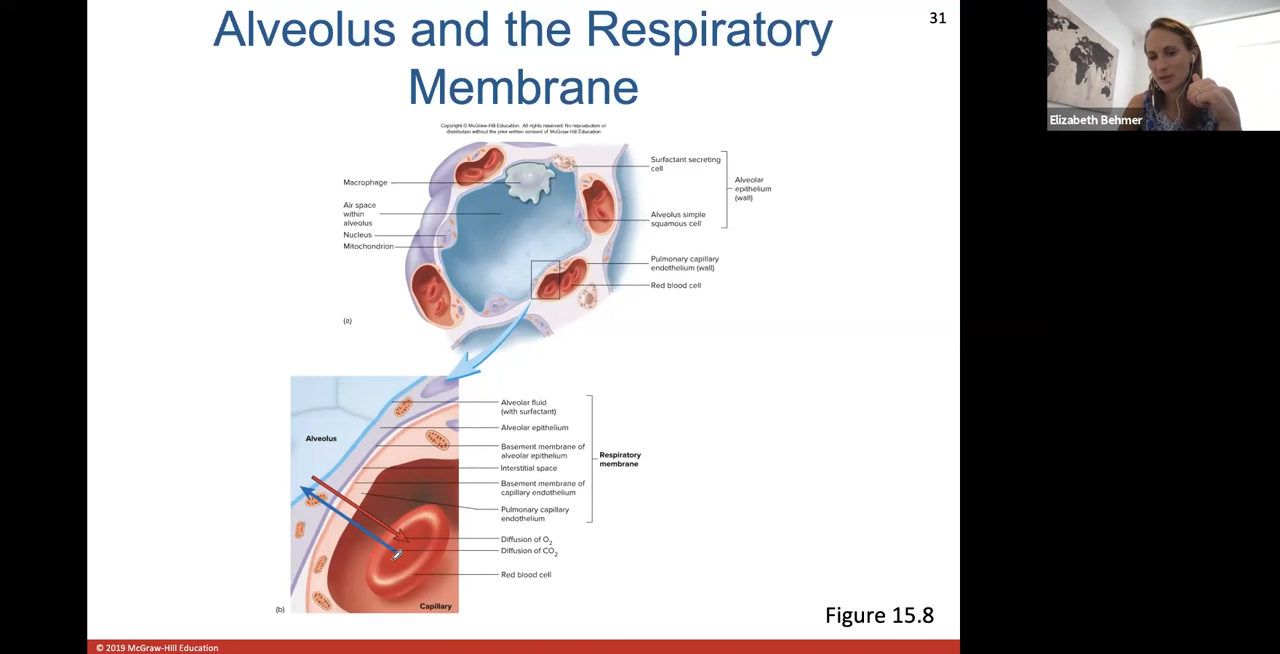 Alveolus and the Respiratory
Membrane
31
Elizabeth Behmer
Copyright © McGraw-Hill Education. All rights reserved. No reproduction or
distribution without the prior written consent of McGraw-Hill Education.
Macrophage
Air space
within
alveolus
Nucleus
Mitochondrion
Surfactant secreting
cell
Alveolus simple
squamous cell
Alveolar
epithelium
(wall)
Pulmonary capillary
endothelium (wall)
Red blood cell
(a)
Alveolus
Alveolar fluid
(with surfactant)
Alveolar epithelium
Basement membrane of
alveolar epithelium
Interstitial space
Basement membrane of
capillary endothelium
Pulmonary capillary
endothelium
Respiratory
membrane
Diffusion of O2
Diffusion of CO2
Red blood cell
Capillary
(b)
Figure 15.8
© 2019 McGraw-Hill Education